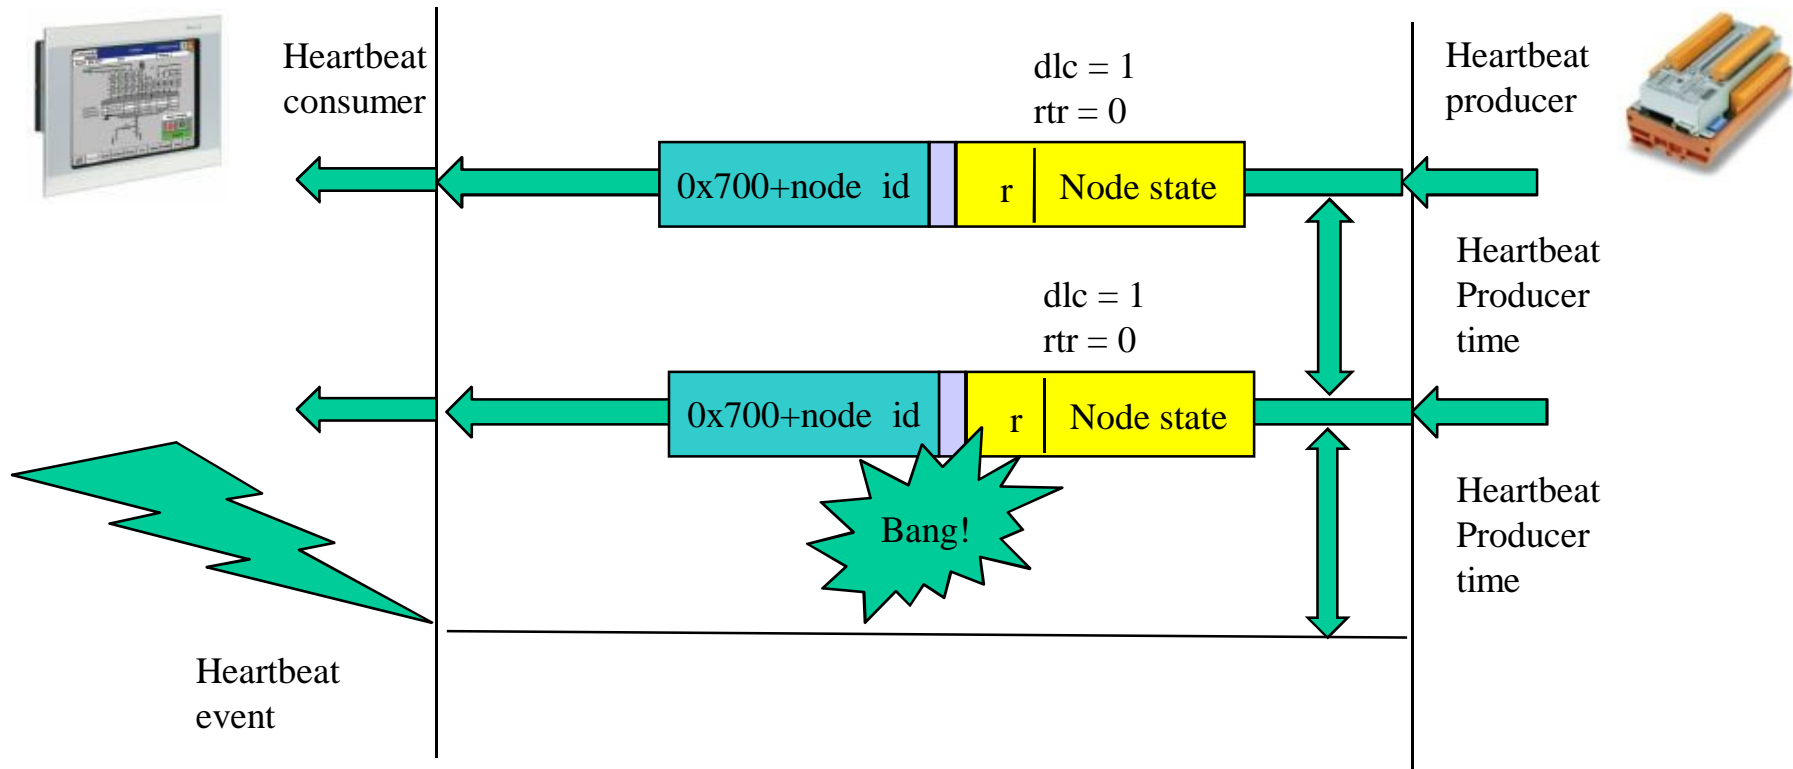 Heartbeat
consumer
dlc = 1
rtr = 0
Heartbeat
producer
0x700+node id
r
Node state
Heartbeat
Producer
time
dlc = 1
rtr = 0
0x700+node id
r
Node state
Bang!
Heartbeat
Producer
time
Heartbeat
event